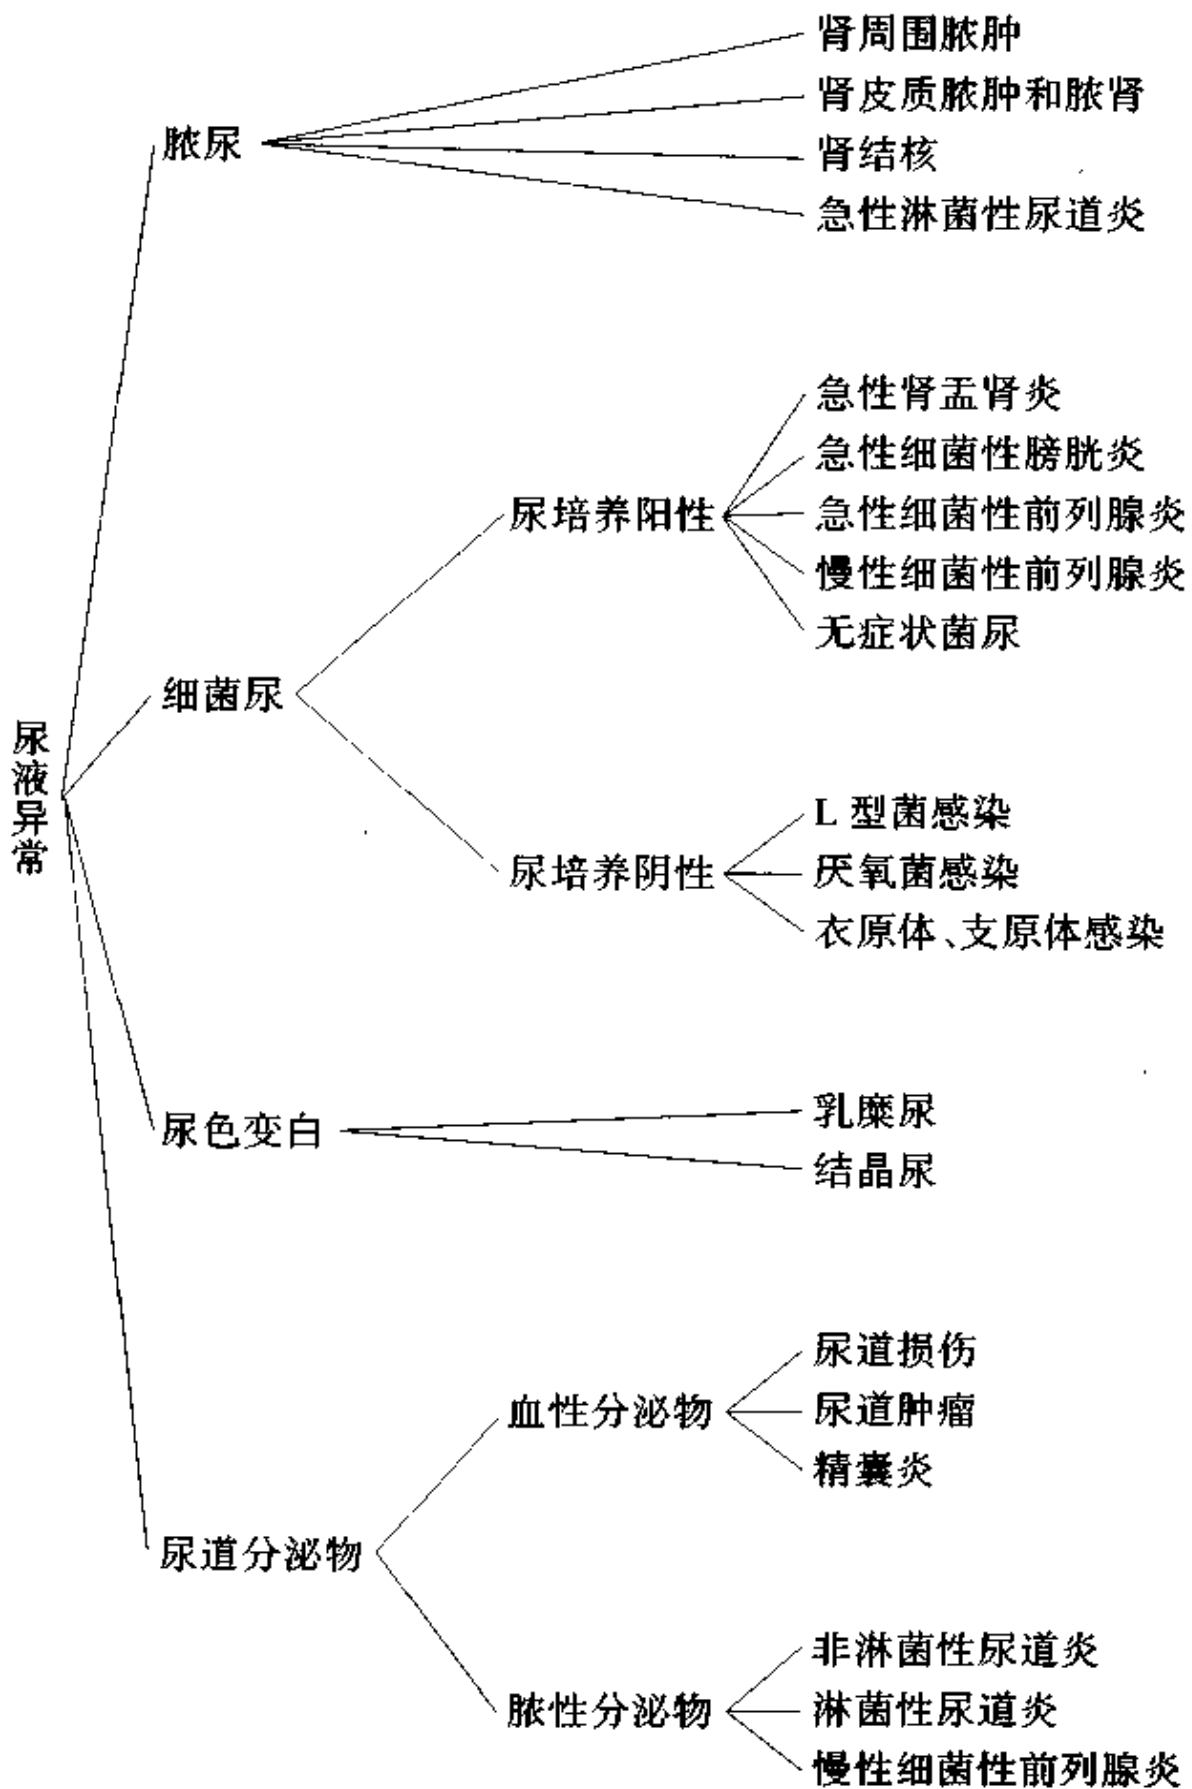 尿液异常
脓尿
肾周围脓肿
肾皮质脓肿和脓肾
肾结核
急性淋菌性尿道炎
细菌尿
尿培养阳性
急性肾盂肾炎
急性细菌性膀胱炎
急性细菌性前列腺炎
慢性细菌性前列腺炎
无症状菌尿
尿培养阴性
L 型菌感染
厌氧菌感染
衣原体、支原体感染
尿色变白
乳糜尿
结晶尿
尿道分泌物
血性分泌物
尿道损伤
尿道肿瘤
精囊炎
脓性分泌物
非淋菌性尿道炎
淋菌性尿道炎
慢性细菌性前列腺炎